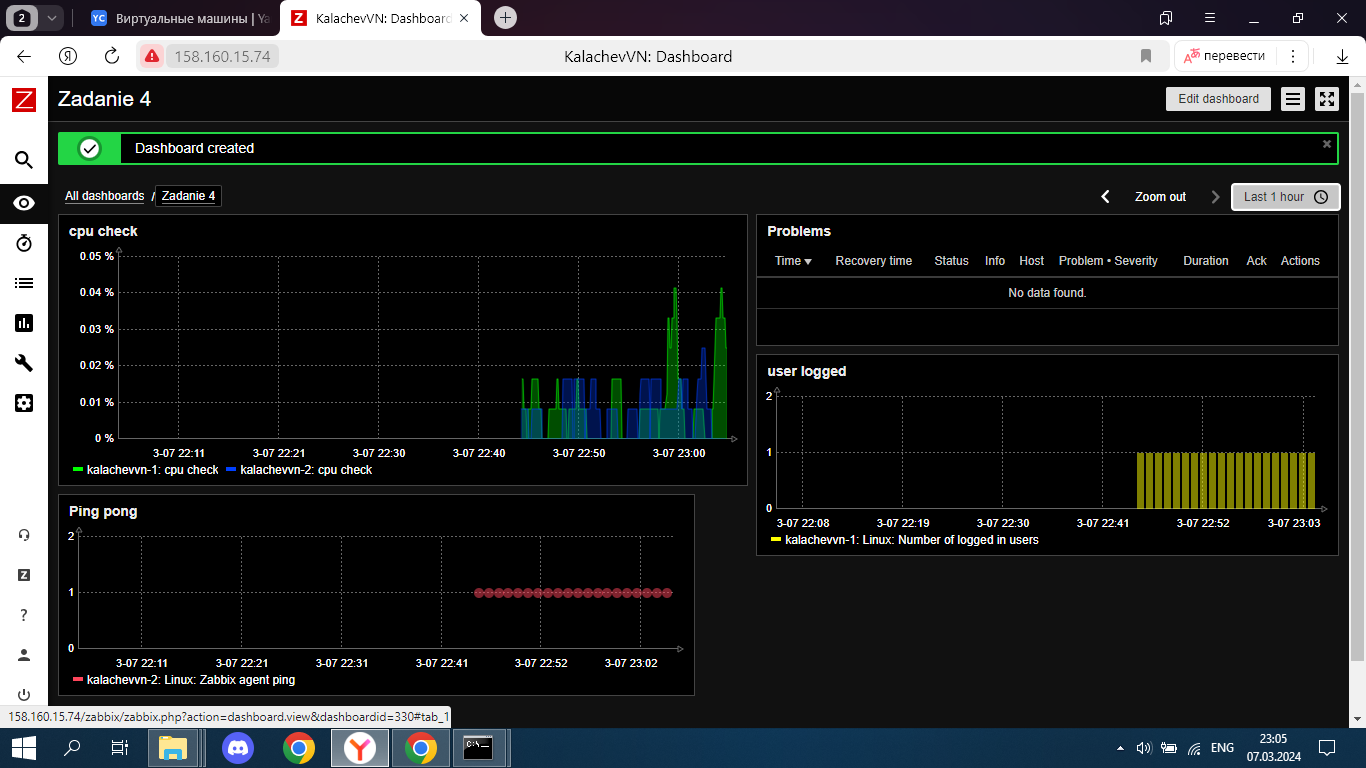 2
YC Виртуальные машины | Ya
Z KalachevVN: Dashboard
Я 158.160.15.74 KalachevVN: Dashboard перевести
Z Zadanie 4 Edit dashboard
Dashboard created
All dashboards / Zadanie 4 Zoom out Last 1 hour
cpu check
0.05 %
0.04 %
0.03 %
0.02 %
0.01 %
0 %
3-07 22:11 3-07 22:21 3-07 22:30 3-07 22:40 3-07 22:50 3-07 23:00
kalachevvn-1: cpu check kalachevvn-2: cpu check
Problems
Time Recovery time Status Info Host Problem • Severity Duration Ack Actions
No data found.
user logged
2
1
0
3-07 22:08 3-07 22:19 3-07 22:30 3-07 22:41 3-07 22:52 3-07 23:03
kalachevvn-1: Linux: Number of logged in users
Ping pong
2
1
0
3-07 22:11 3-07 22:21 3-07 22:31 3-07 22:41 3-07 22:52 3-07 23:02
kalachevvn-2: Linux: Zabbix agent ping
Z
?
158.160.15.74/zabbix/zabbix.php?action=dashboard.view&dashboardid=330#tab_1
ENG
23:05
07.03.2024